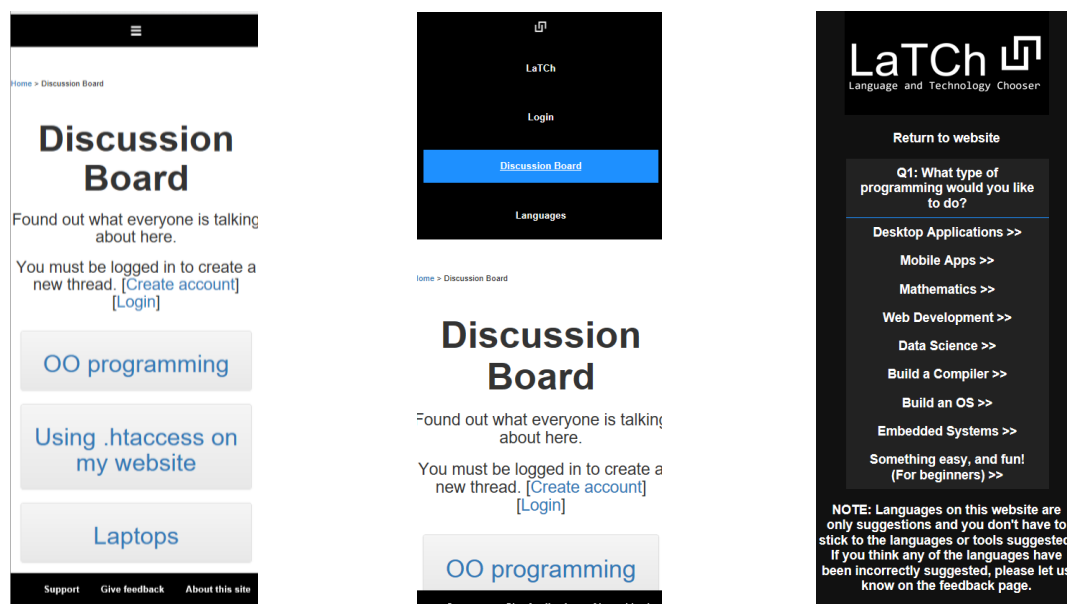 Home > Discussion Board
Discussion
Board
Found out what everyone is talking
about here.
You must be logged in to create a
new thread. [Create account]
[Login]
OO programming
Using .htaccess on
my website
Laptops
Support Give feedback About this site
LaTCh
Login
Discussion Board
Languages
ome > Discussion Board
Discussion
Board
Found out what everyone is talking
about here.
You must be logged in to create a
new thread. [Create account]
[Login]
OO programming
LaTCh
Language and Technology Chooser
Return to website
Q1: What type of
programming would you like
to do?
Desktop Applications >>
Mobile Apps >>
Mathematics >>
Web Development >>
Data Science >>
Build a Compiler >>
Build an OS >>
Embedded Systems >>
Something easy, and fun!
(For beginners) >>
NOTE: Languages on this website are
only suggestions and you don't have to
stick to the languages or tools suggested
If you think any of the languages have
been incorrectly suggested, please let us
know on the feedback page.